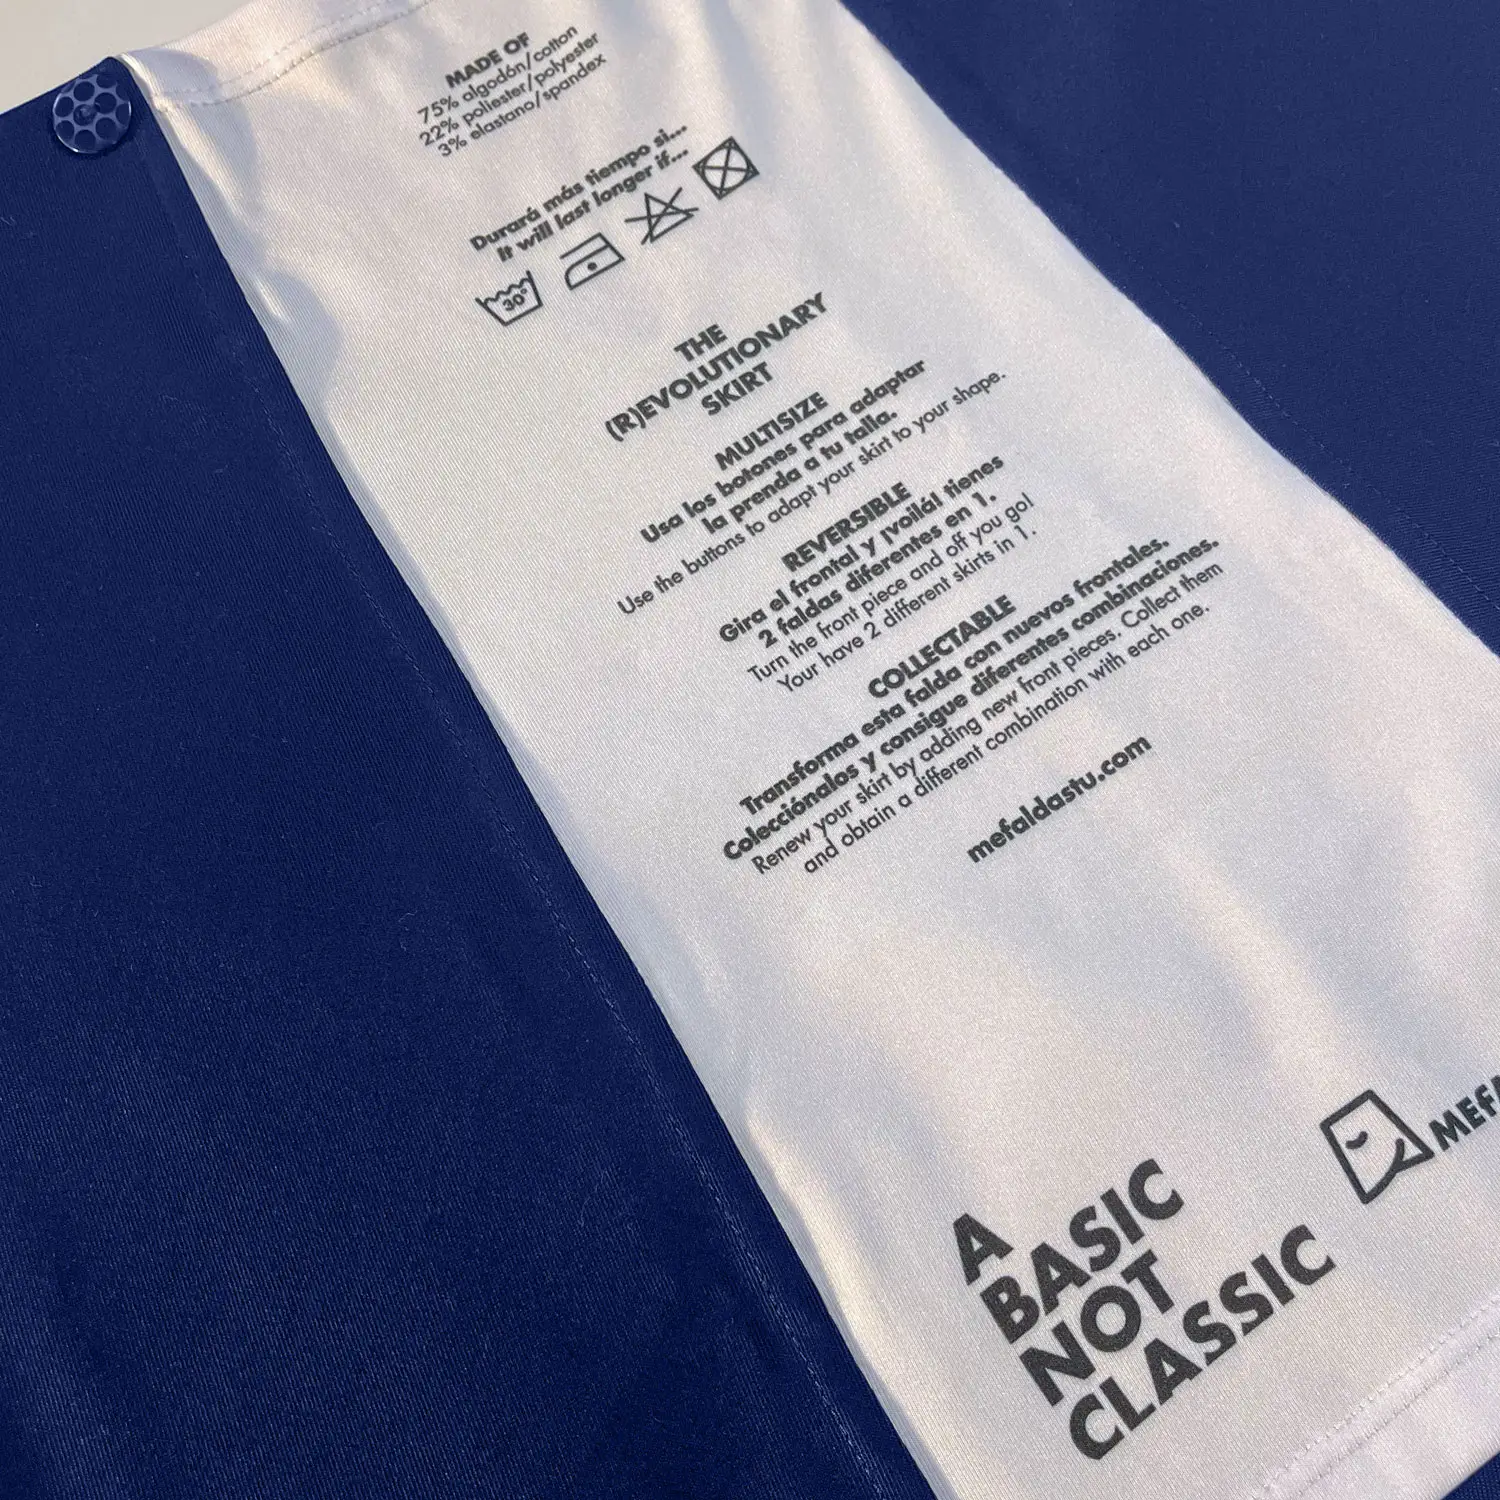 MADE OF
75% algodón/cotton
22% poliester/polyester
3% elastano/spandex
Durará más tiempo si...
It will last longer if...
30°
THE
(R)EVOLUTIONARY
SKIRT
MULTISIZE
Usa los botones para adaptar
la prenda a tu talla.
Use the buttons to adapt your skirt to your shape.
REVERSIBLE
Gira el frontal y ¡voilá! tienes
2 faldas diferentes en 1.
Turn the front piece and off you go!
Your have 2 different skirts in 1.
COLLECTABLE
Transforma esta falda con nuevos frontales.
Colecciónalos y consigue diferentes combinaciones.
Renew your skirt by adding new front pieces. Collect them
and obtain a different combination with each one.
mefaldastu.com
A
BASIC
NOT
CLASSIC